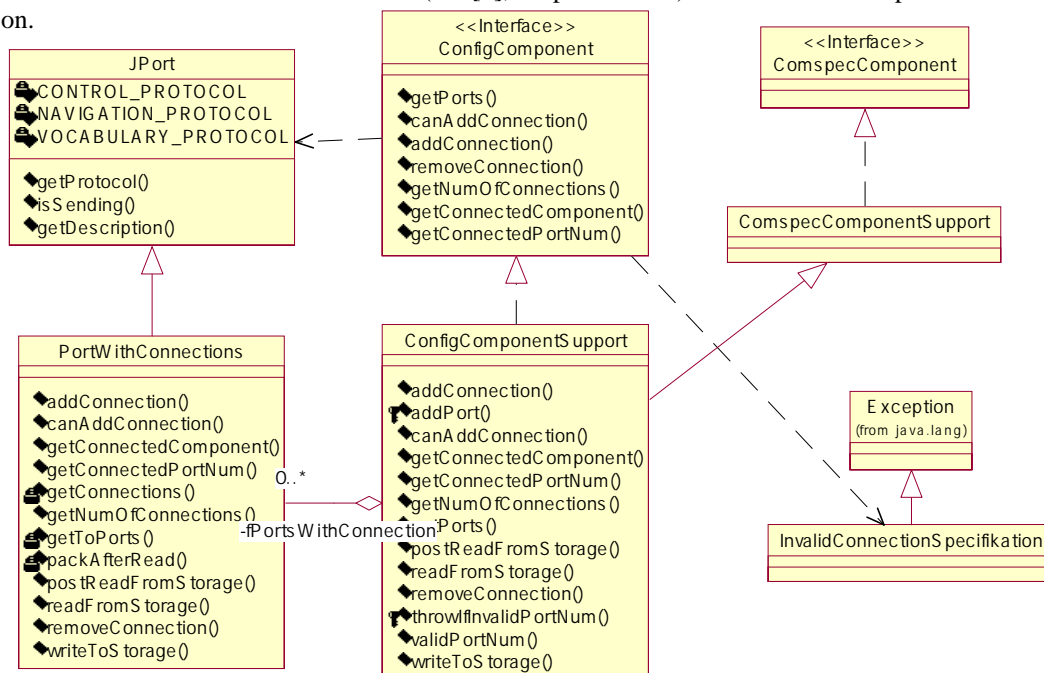 on.
<<Interface>>
ConfigComponent
getPorts()
canAddConnection()
addConnection()
removeConnection()
getNumOfConnections()
getConnectedComponent()
getConnectedPortNum()
<<Interface>>
ComspecComponent
JPort
CONTROL_PROTOCOL
NAVIGATION_PROTOCOL
VOCABULARY_PROTOCOL
getProtocol()
isSending()
getDescription()
ComspecComponentSupport
PortWithConnections
addConnection()
canAddConnection()
getConnectedComponent()
getConnectedPortNum()
getConnections()
getNumOfConnections()
getToPorts()
packAfterRead()
postReadFromStorage()
readFromStorage()
removeConnection()
writeToStorage()
0..*
-fPortsWithConnection
ConfigComponentSupport
addConnection()
addPort()
canAddConnection()
getConnectedComponent()
getConnectedPortNum()
getNumOfConnections()
postReadFromStorage()
readFromStorage()
removeConnection()
throwIfInvalidPortNum()
validPortNum()
writeToStorage()
Exception
(from java.lang)
InvalidConnectionSpecifikation